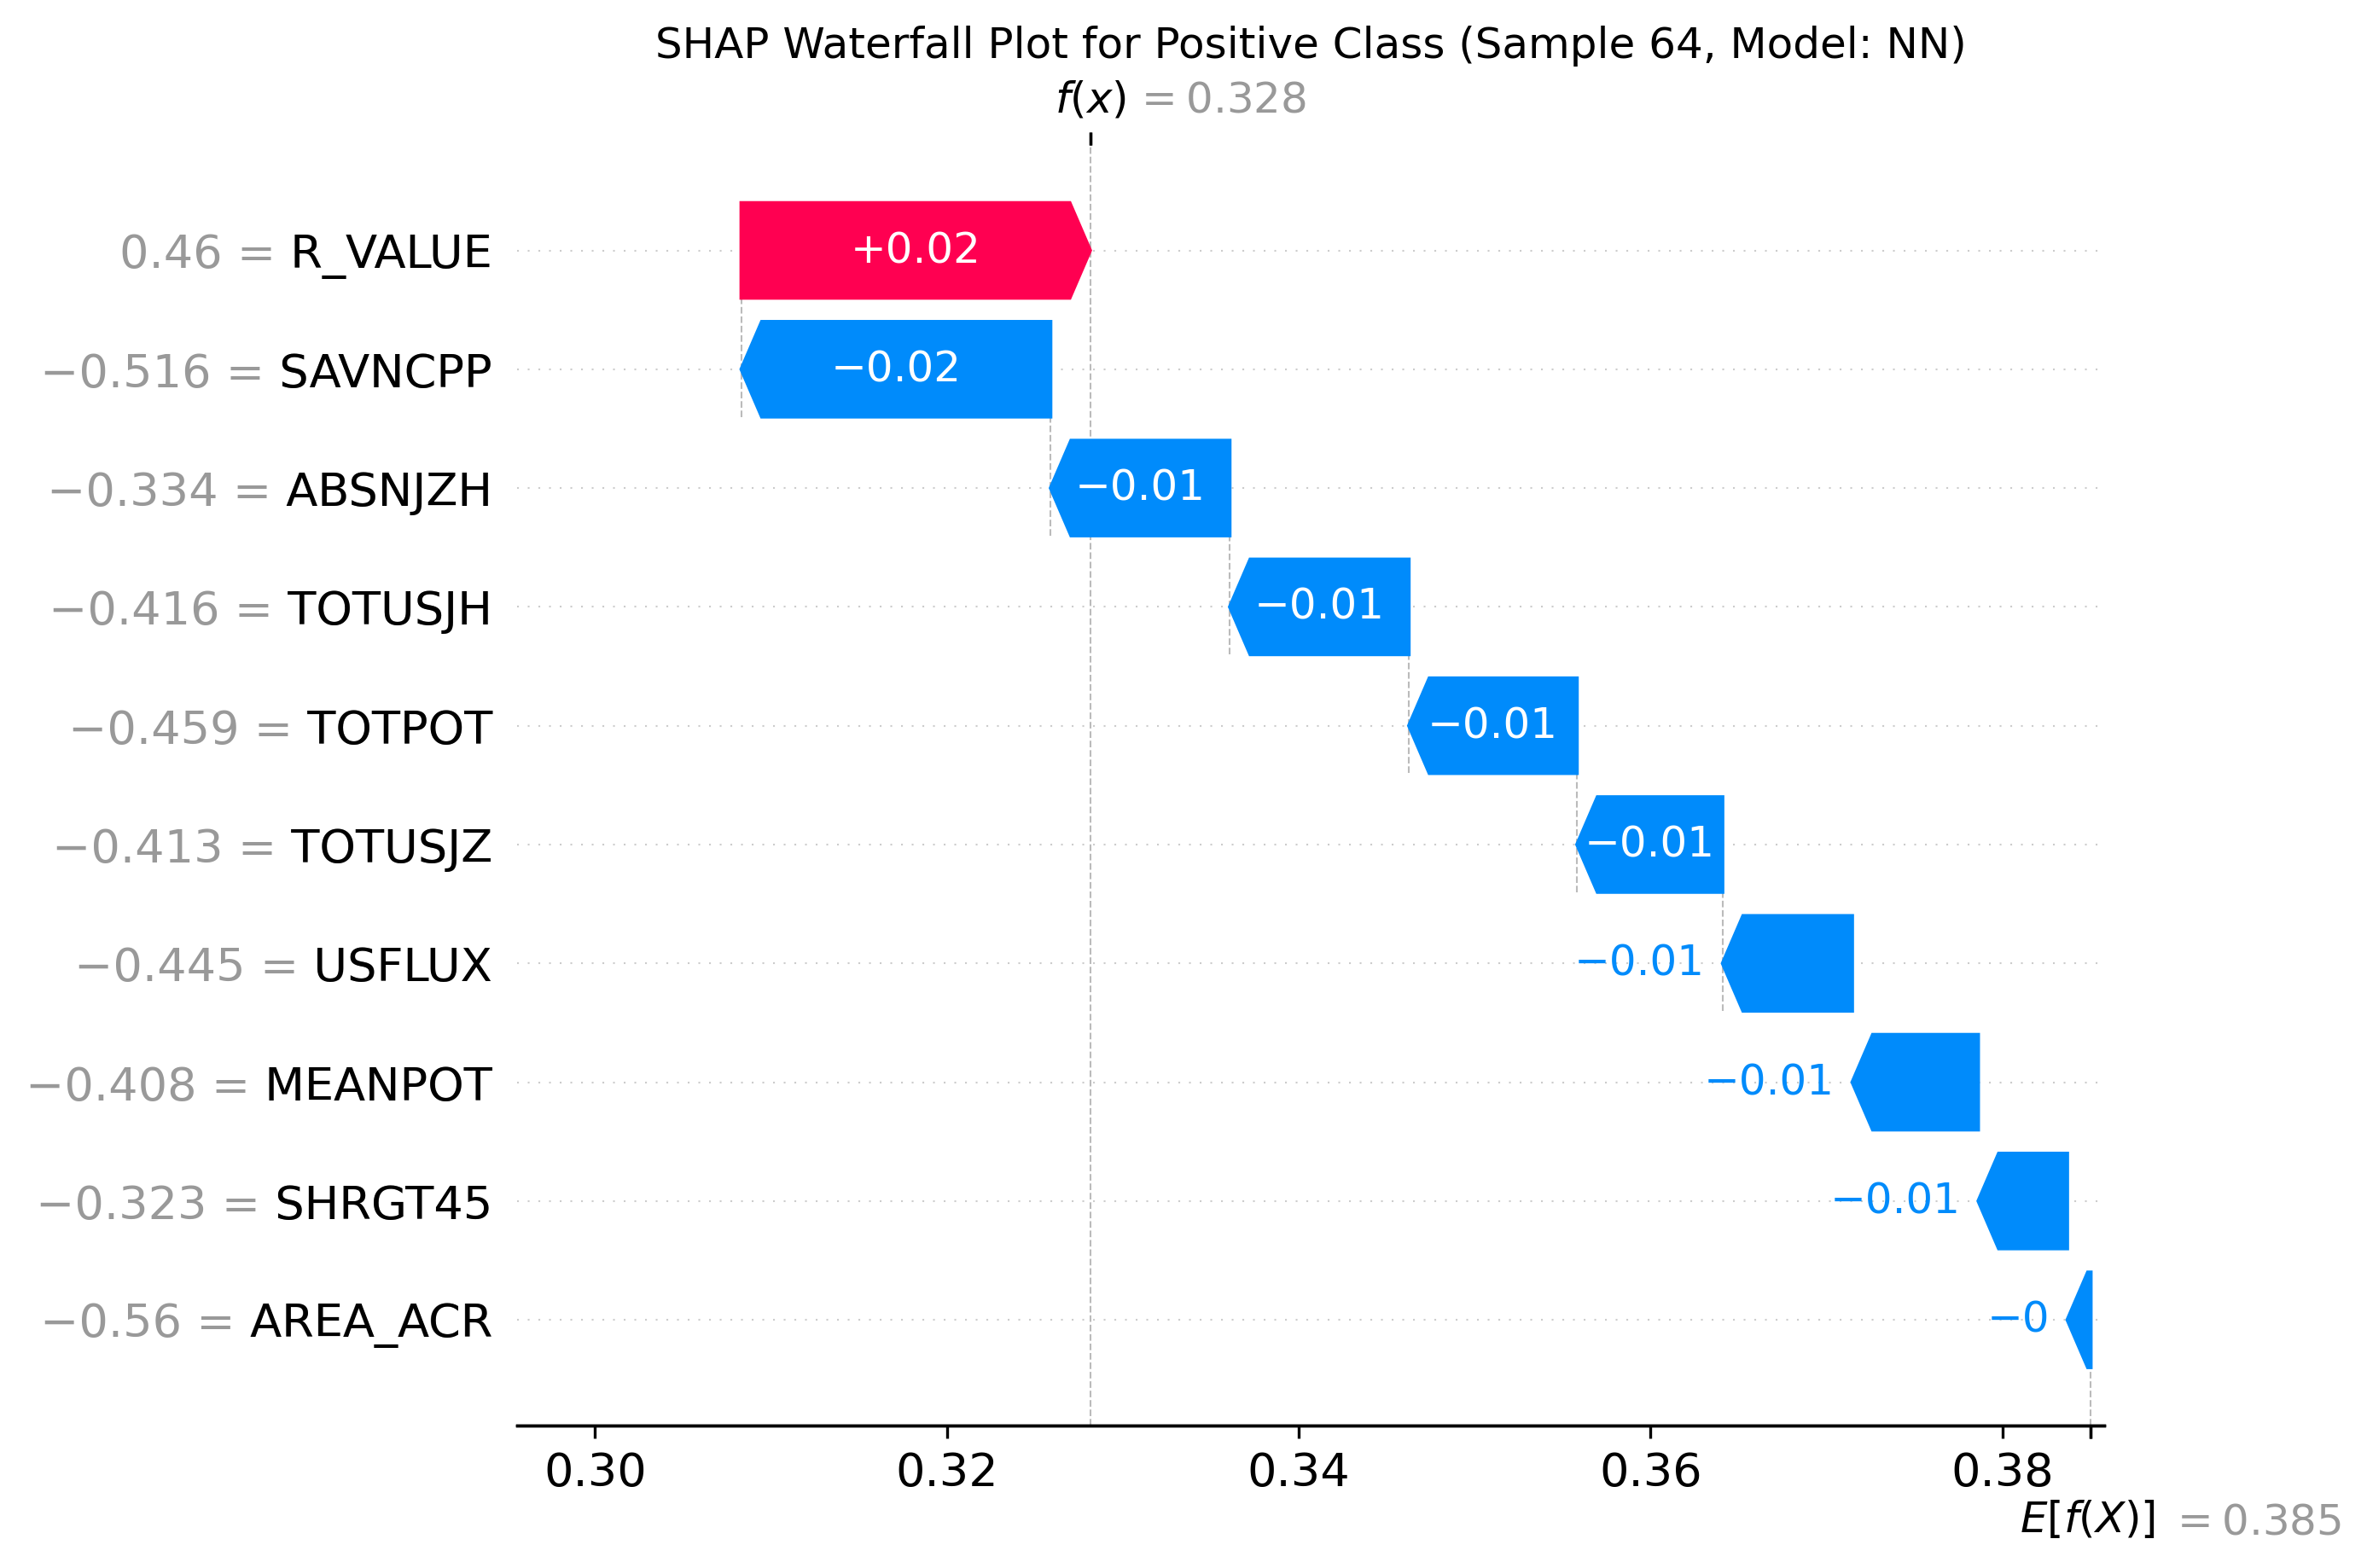 SHAP Waterfall Plot for Positive Class (Sample 64, Model: NN)
f(x) = 0.328
0.46 = R_VALUE +0.02
−0.516 = SAVNCPP −0.02
−0.334 = ABSNJZH −0.01
−0.416 = TOTUSJH −0.01
−0.459 = TOTPOT −0.01
−0.413 = TOTUSJZ −0.01
−0.445 = USFLUX −0.01
−0.408 = MEANPOT −0.01
−0.323 = SHRGT45 −0.01
−0.56 = AREA_ACR −0
0.30 0.32 0.34 0.36 0.38
E[f(X)] = 0.385